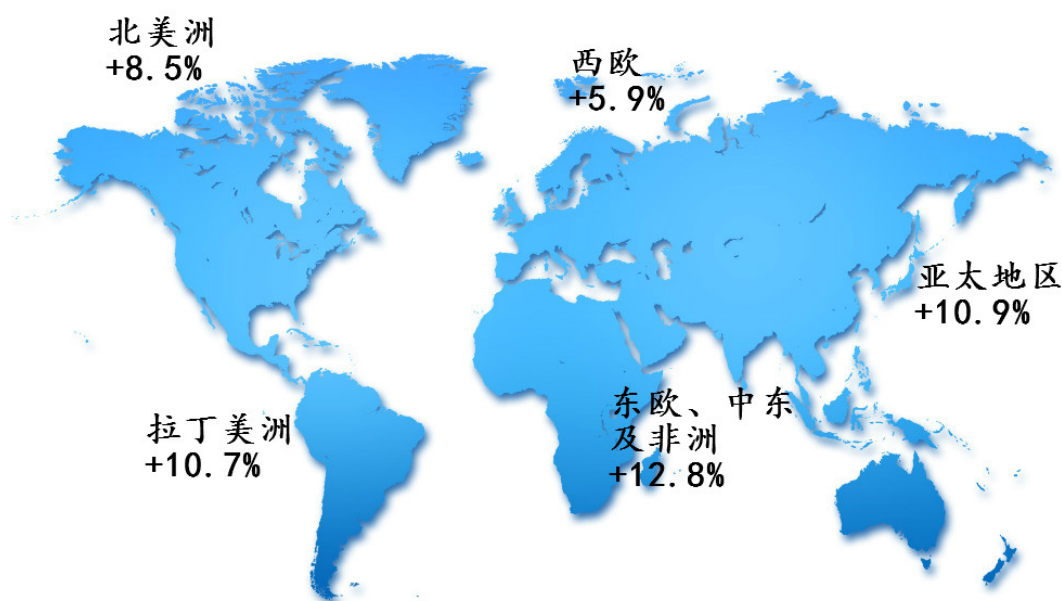 北美洲
+8.5%
西欧
+5.9%
亚太地区
+10.9%
东欧、中东
及非洲
+12.8%
拉丁美洲
+10.7%